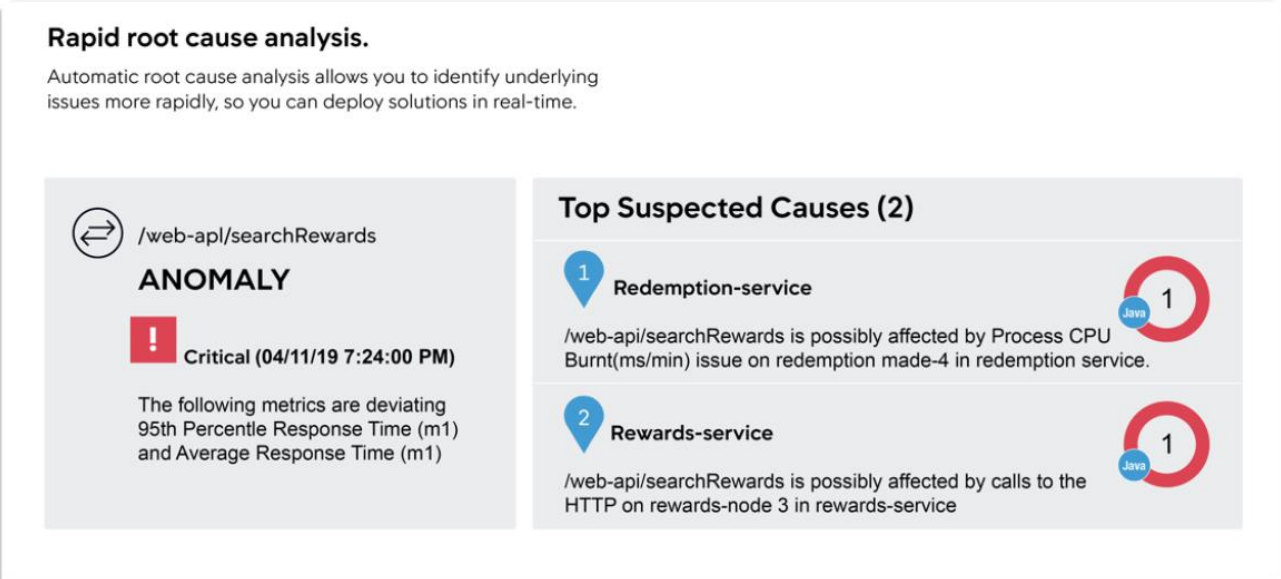 Rapid root cause analysis.
Automatic root cause analysis allows you to identify underlying
issues more rapidly, so you can deploy solutions in real-time.
/web-apl/searchRewards
ANOMALY
!
Critical (04/11/19 7:24:00 PM)
The following metrics are deviating
95th Percentle Response Time (m1)
and Average Response Time (m1)
Top Suspected Causes (2)
1
Redemption-service
1
Java
/web-api/searchRewards is possibly affected by Process CPU
Burnt(ms/min) issue on redemption made-4 in redemption service.
2
Rewards-service
1
Java
/web-api/searchRewards is possibly affected by calls to the
HTTP on rewards-node 3 in rewards-service